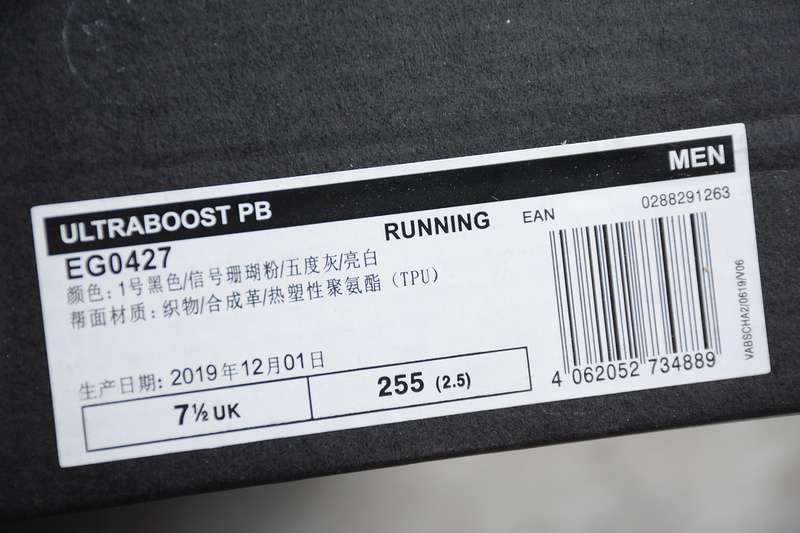 ULTRABOOST PB
MEN
EG0427
RUNNING
EAN
0288291263
颜色: 1号黑色/信号珊瑚粉/五度灰/亮白
帮面材质: 织物/合成革/热塑性聚氨酯（TPU）
生产日期: 2019年12月01日
7½ UK
255 (2.5)
4 062052 734889
VABSCHA2/0619/V06